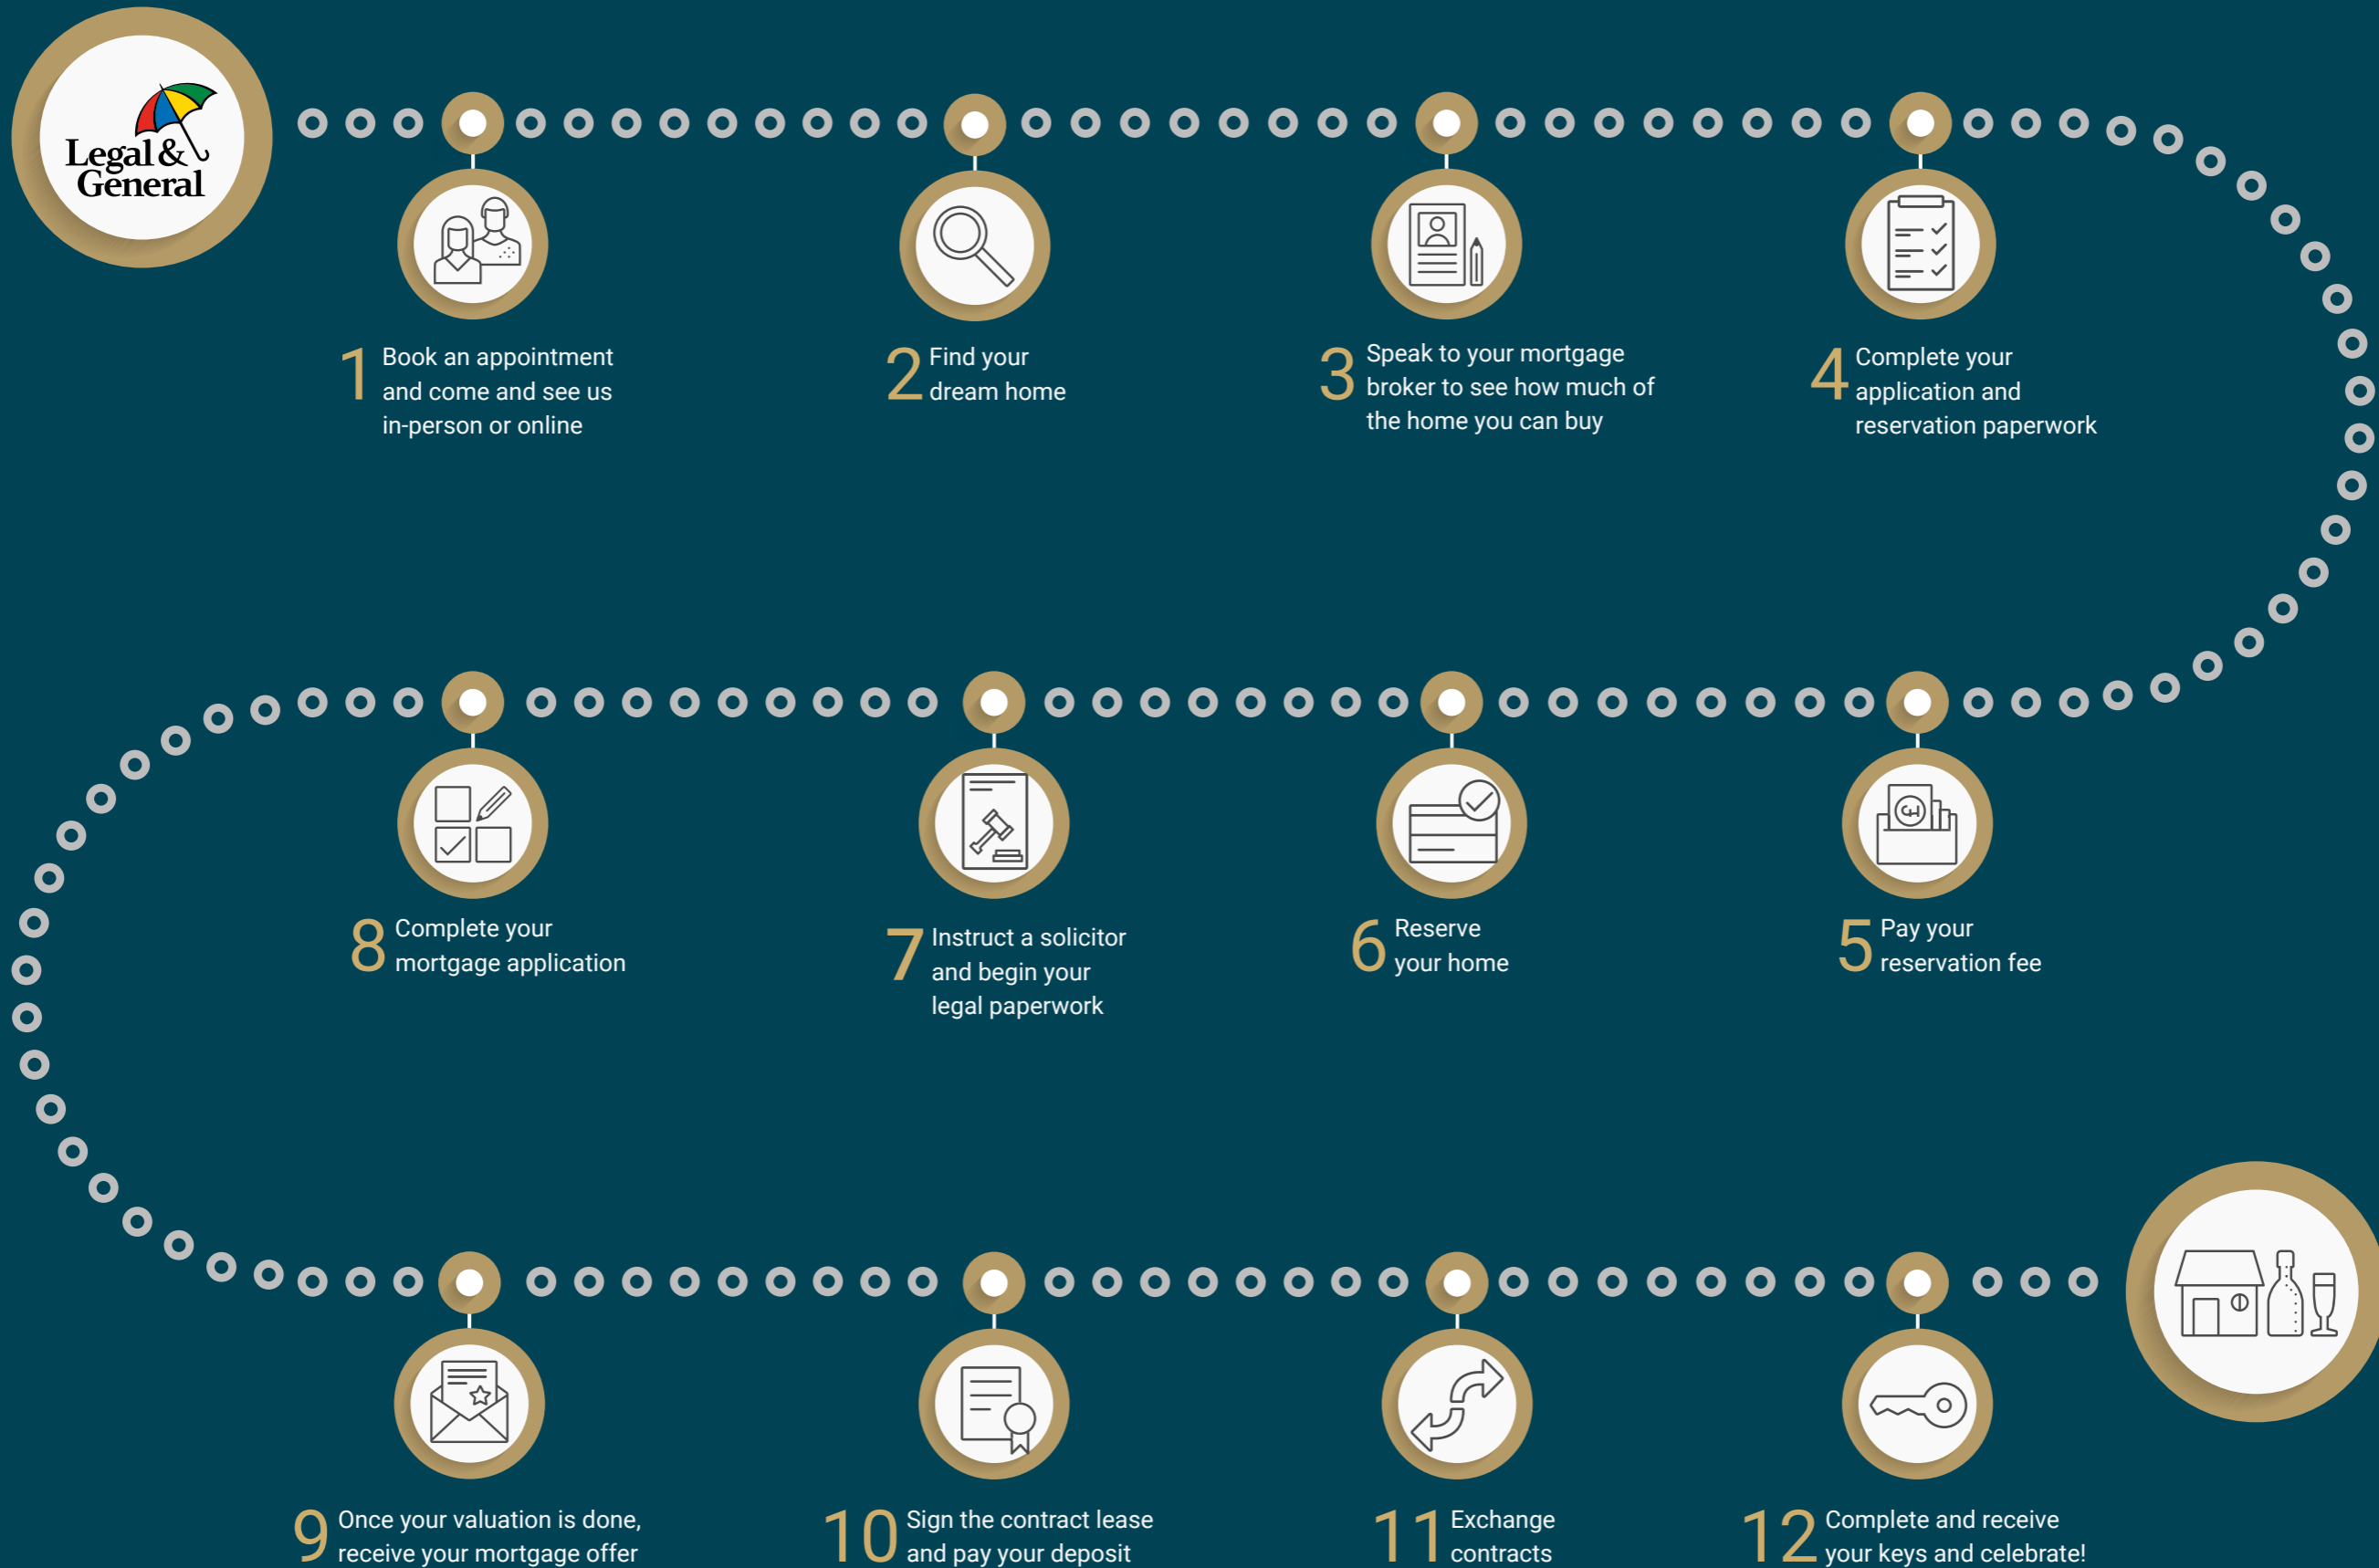 Legal &
General
1 Book an appointment
and come and see us
in-person or online
2 Find your
dream home
3 Speak to your mortgage
broker to see how much of
the home you can buy
4 Complete your
application and
reservation paperwork
5 Pay your
reservation fee
6 Reserve
your home
7 Instruct a solicitor
and begin your
legal paperwork
8 Complete your
mortgage application
9 Once your valuation is done,
receive your mortgage offer
10 Sign the contract lease
and pay your deposit
11 Exchange
contracts
12 Complete and receive
your keys and celebrate!